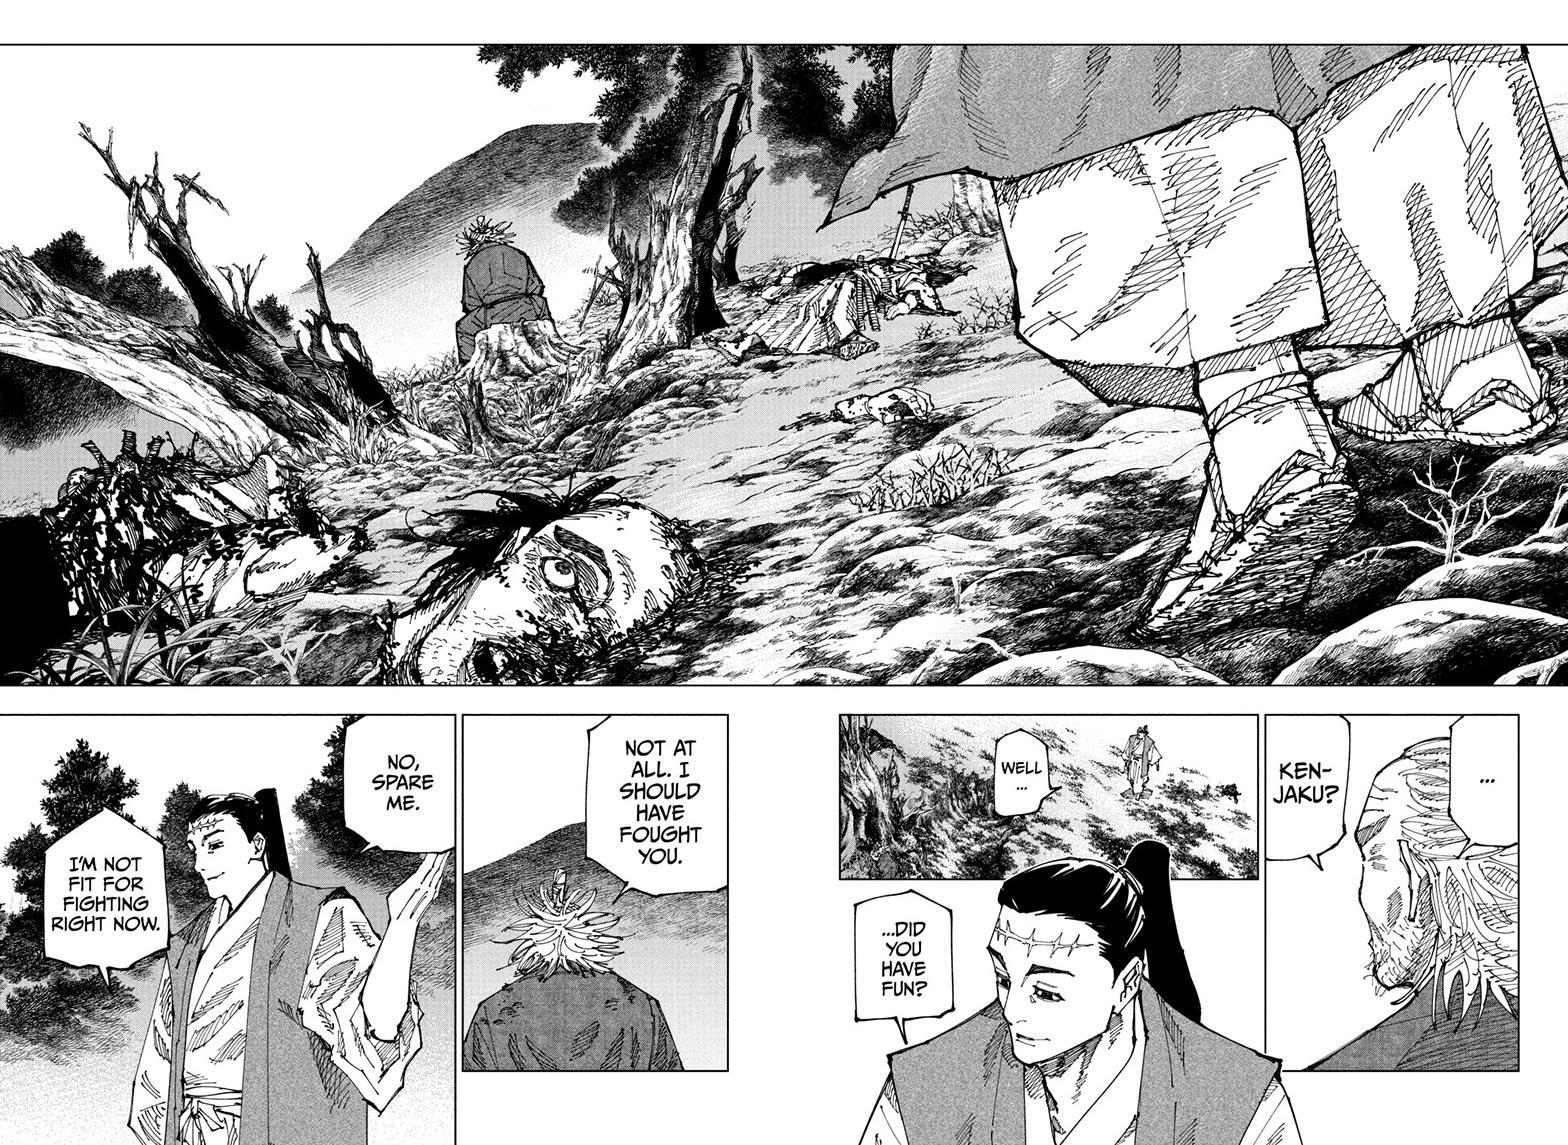 ...
KEN-
JAKU?
WELL
...
...DID
YOU
HAVE
FUN?
NOT AT
ALL. I
SHOULD
HAVE
FOUGHT
YOU.
NO,
SPARE
ME.
I'M NOT
FIT FOR
FIGHTING
RIGHT NOW.